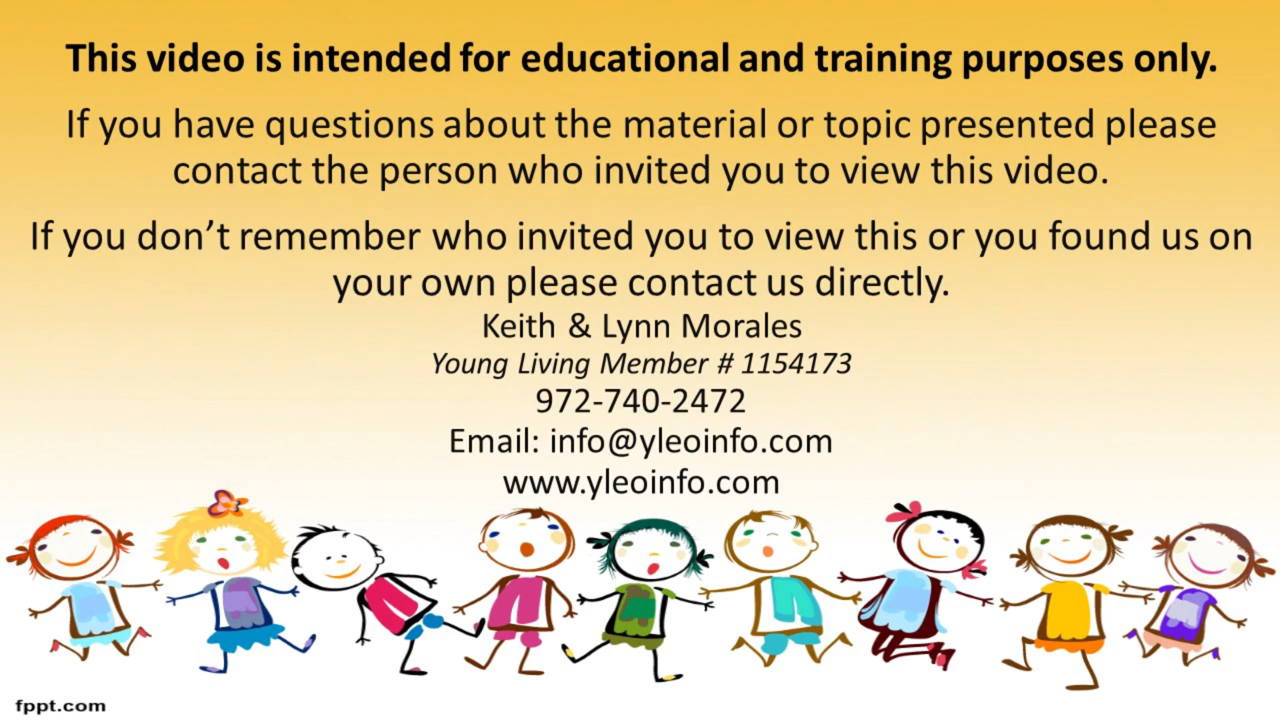 This video is intended for educational and training purposes only.
If you have questions about the material or topic presented please
contact the person who invited you to view this video.
If you don’t remember who invited you to view this or you found us on
your own please contact us directly.
Keith & Lynn Morales
Young Living Member # 1154173
972-740-2472
Email: info@yleoinfo.com
www.yleoinfo.com
fppt.com